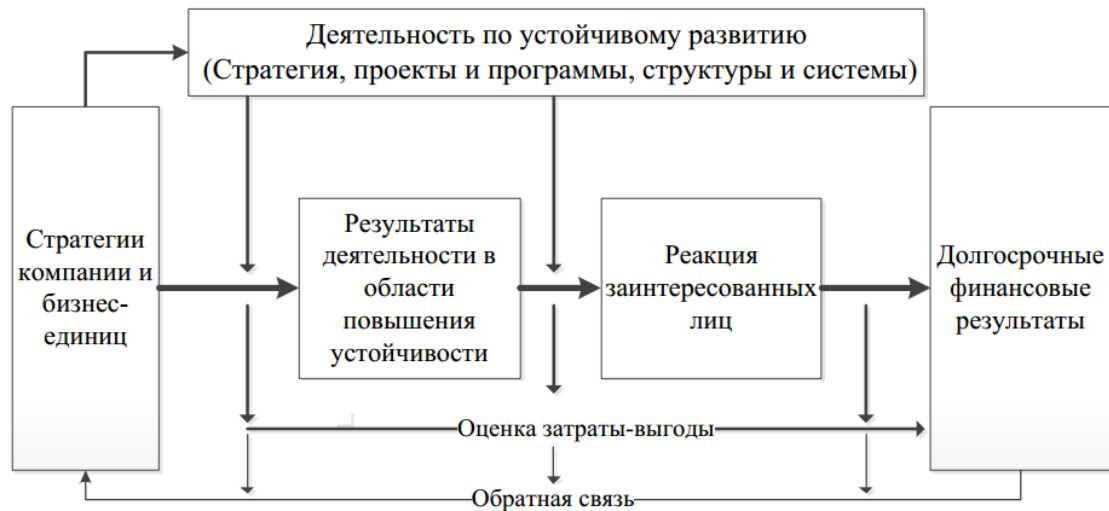 Деятельность по устойчивому развитию
(Стратегия, проекты и программы, структуры и системы)
Стратегии
компании и
бизнес-
единиц
Результаты
деятельности в
области
повышения
устойчивости
Реакция
заинтересованных
лиц
Долгосрочные
финансовые
результаты
Оценка затраты-выгоды
Обратная связь